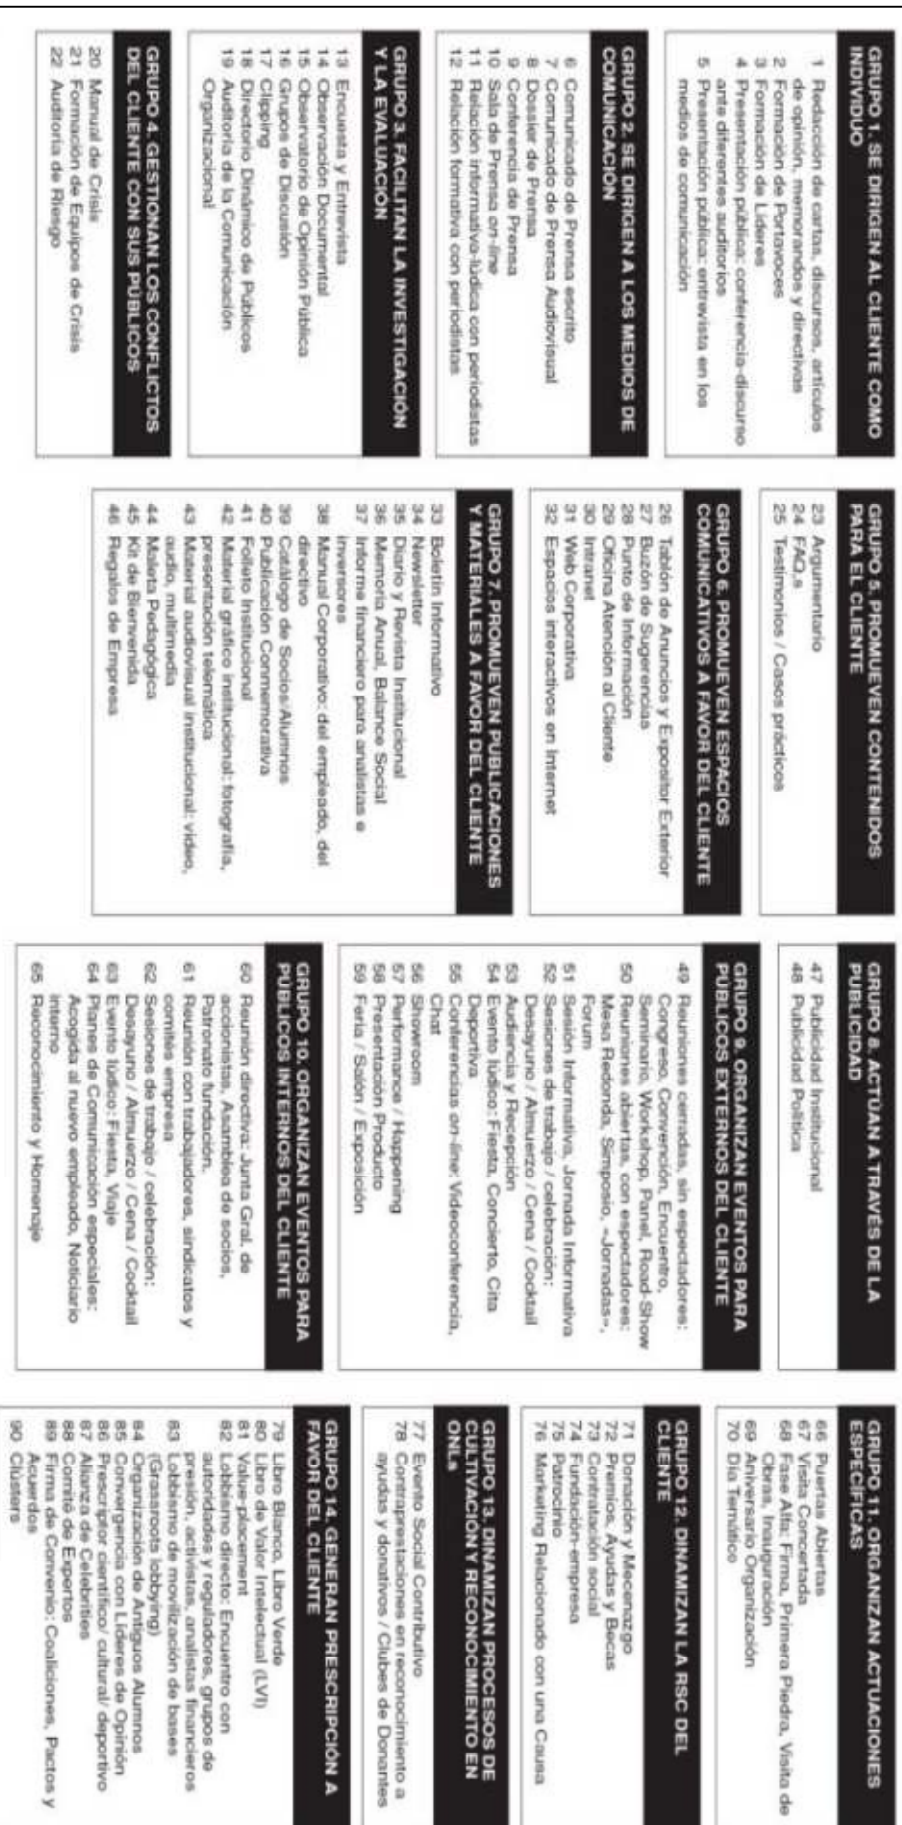 GRUPO 1. SE DIRIGEN AL CLIENTE COMO
INDIVIDUO
1 Redacción de cartas, discursos, artículos
de opinión, memorandos y directivas
2 Formación de Portavoces
3 Formación de Líderes
4 Presentación pública: conferencia-discurso
ante diferentes auditorios
5 Presentación pública: entrevista en los
medios de comunicación
GRUPO 2. SE DIRIGEN A LOS MEDIOS DE
COMUNICACIÓN
6 Comunicado de Prensa escrito
7 Comunicado de Prensa Audiovisual
8 Dossier de Prensa
9 Conferencia de Prensa
10 Sala de Prensa on-line
11 Relación informativa-lúdica con periodistas
12 Relación formativa con periodistas
GRUPO 3. FACILITAN LA INVESTIGACIÓN
Y LA EVALUACIÓN
13 Encuesta y Entrevista
14 Observación Documental
15 Observatorio de Opinión Pública
16 Grupos de Discusión
17 Clipping
18 Directorio Dinámico de Públicos
19 Auditoría de la Comunicación
Organizacional
GRUPO 4. GESTIONAN LOS CONFLICTOS
DEL CLIENTE CON SUS PÚBLICOS
20 Manual de Crisis
21 Formación de Equipos de Crisis
22 Auditoría de Riesgo
GRUPO 5. PROMUEVEN CONTENIDOS
PARA EL CLIENTE
23 Argumentario
24 FAQ,s
25 Testimonios / Casos prácticos
GRUPO 6. PROMUEVEN ESPACIOS
COMUNICATIVOS A FAVOR DEL CLIENTE
26 Tablón de Anuncios y Expositor Exterior
27 Buzón de Sugerencias
28 Punto de Información
29 Oficina Atención al Cliente
30 Intranet
31 Web Corporativa
32 Espacios interactivos en Internet
GRUPO 7. PROMUEVEN PUBLICACIONES
Y MATERIALES A FAVOR DEL CLIENTE
33 Boletín Informativo
34 Newsletter
35 Diario y Revista Institucional
36 Memoria Anual, Balance Social
37 Informe financiero para analistas e
inversores
38 Manual Corporativo: del empleado, del
directivo
39 Catálogo de Socios/Alumnos
40 Publicación Conmemorativa
41 Folleto Institucional
42 Material gráfico institucional: fotografía,
presentación telemática
43 Material audiovisual institucional: vídeo,
audio, multimedia
44 Maleta Pedagógica
45 Kit de Bienvenida
46 Regalos de Empresa
GRUPO 8. ACTÚAN A TRAVÉS DE LA
PUBLICIDAD
47 Publicidad Institucional
48 Publicidad Política
GRUPO 9. ORGANIZAN EVENTOS PARA
PÚBLICOS EXTERNOS DEL CLIENTE
49 Reuniones cerradas, sin espectadores:
Congreso, Convención, Encuentro,
Seminario, Workshop, Panel, Road-Show
50 Reuniones abiertas, con espectadores:
Mesa Redonda, Simposio, «Jornadas»,
Forum
51 Sesión Informativa, Jornada Informativa
52 Sesiones de trabajo / celebración:
Desayuno / Almuerzo / Cena / Cocktail
53 Audiencia y Recepción
54 Evento lúdico: Fiesta, Concierto, Cita
Deportiva
55 Conferencias on-line: Videoconferencia,
Chat
56 Showroom
57 Performance / Happening
58 Presentación Producto
59 Feria / Salón / Exposición
GRUPO 10. ORGANIZAN EVENTOS PARA
PÚBLICOS INTERNOS DEL CLIENTE
60 Reunión directiva: Junta Gral. de
accionistas, Asamblea de socios,
Patronato fundación.
61 Reunión con trabajadores, sindicatos y
comités empresa
62 Sesiones de trabajo / celebración:
Desayuno / Almuerzo / Cena / Cocktail
63 Evento lúdico: Fiesta, Viaje
64 Planes de Comunicación especiales:
Acogida al nuevo empleado, Noticiario
interno
65 Reconocimiento y Homenaje
GRUPO 11. ORGANIZAN ACTUACIONES
ESPECÍFICAS
66 Puertas Abiertas
67 Visita Concertada
68 Fase Alfa: Firma, Primera Piedra, Visita de
Obras, Inauguración
69 Aniversario Organización
70 Día Temático
GRUPO 12. DINAMIZAN LA RSC DEL
CLIENTE
71 Donación y Mecenazgo
72 Premios, Ayudas y Becas
73 Contratación social
74 Fundación-empresa
75 Patrocinio
76 Marketing Relacionado con una Causa
GRUPO 13. DINAMIZAN PROCESOS DE
CULTIVACIÓN Y RECONOCIMIENTO EN
ONLs
77 Evento Social Contributivo
78 Contraprestaciones en reconocimiento a
ayudas y donativos / Clubes de Donantes
GRUPO 14. GENERAN PRESCRIPCIÓN A
FAVOR DEL CLIENTE
79 Libro Blanco, Libro Verde
80 Libro de Valor Intelectual (LVI)
81 Value-placement
82 Lobbismo directo: Encuentro con
autoridades y reguladores, grupos de
presión, activistas, analistas financieros
83 Lobismo de movilización de bases
(Grassroots lobbying)
84 Organización de Antiguos Alumnos
85 Convergencia con Líderes de Opinión
86 Prescriptor científico/ cultural/ deportivo
87 Alianza de Celebrities
88 Comité de Expertos
89 Firma de Convenio: Coaliciones, Pactos y
Acuerdos
90 Clústers